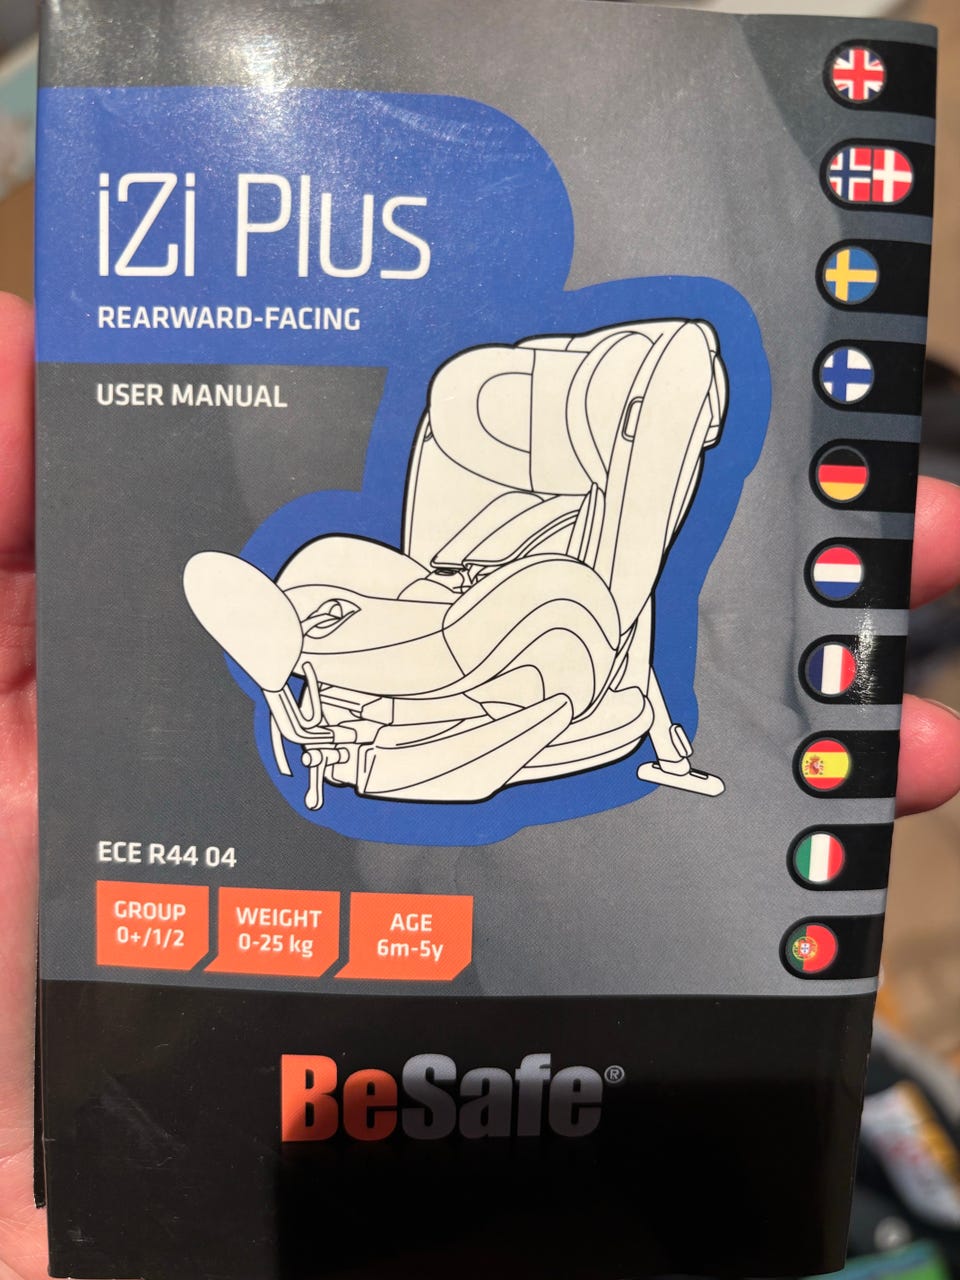 iZi Plus
REARWARD-FACING
USER MANUAL
ECE R44 04
GROUP
0+/1/2
WEIGHT
0-25 kg
AGE
6m-5y
BeSafe®